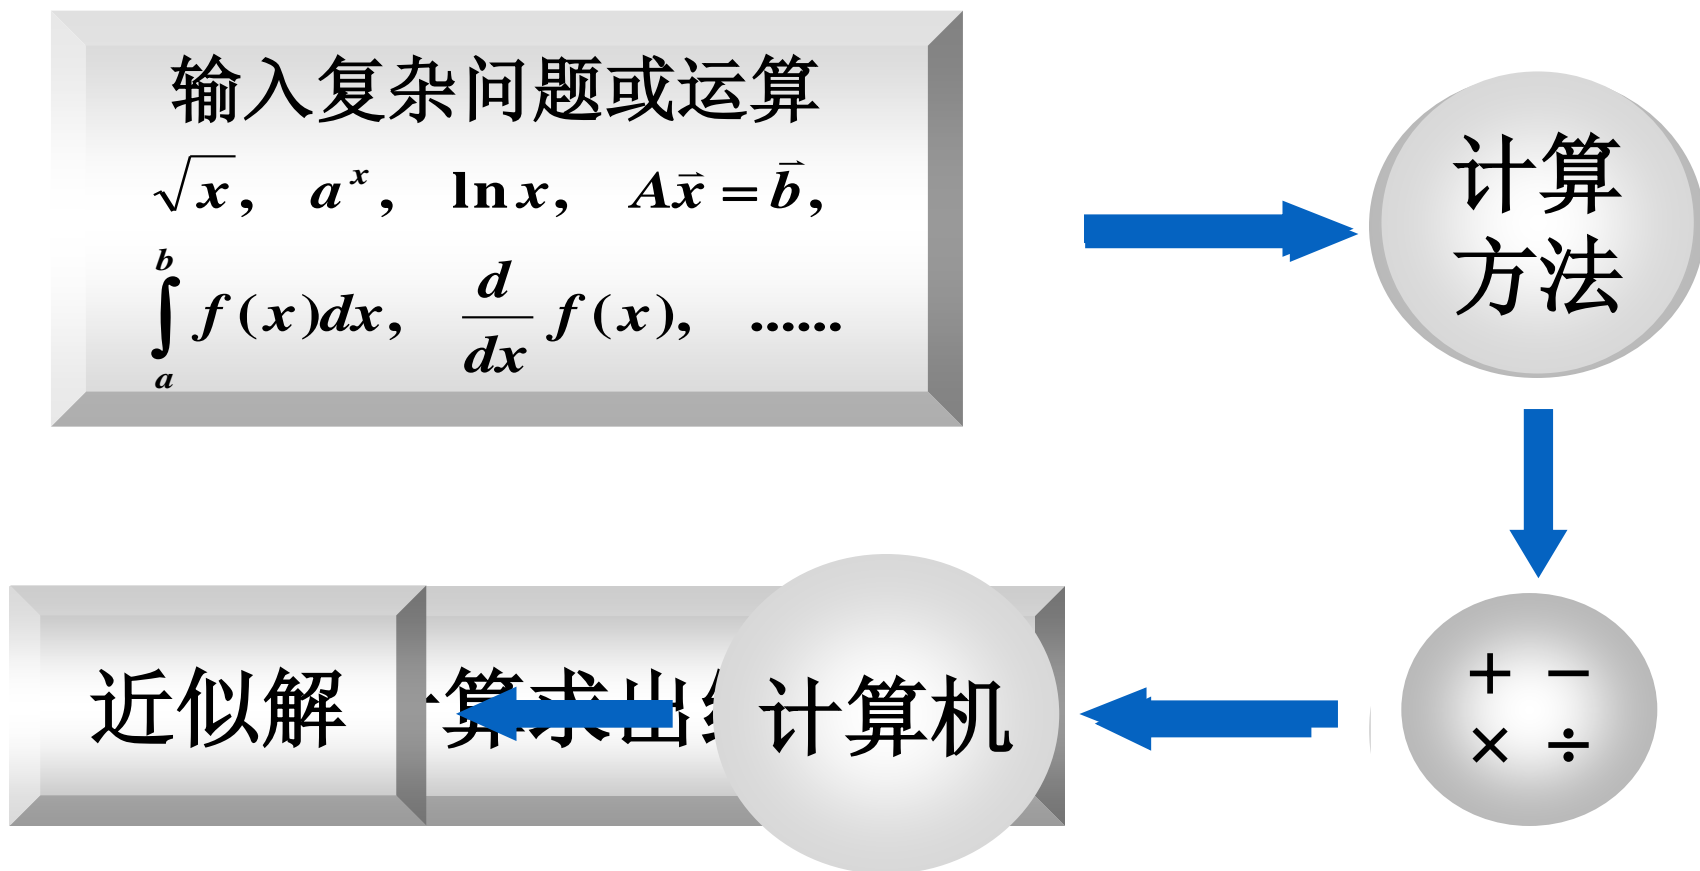 输入复杂问题或运算
√x, a^x, ln x, Ax⃗ = b⃗,
∫_a^b f(x)dx, d/dx f(x), ......
计算
方法
+ −
× ÷
计算机
算求出
近似解